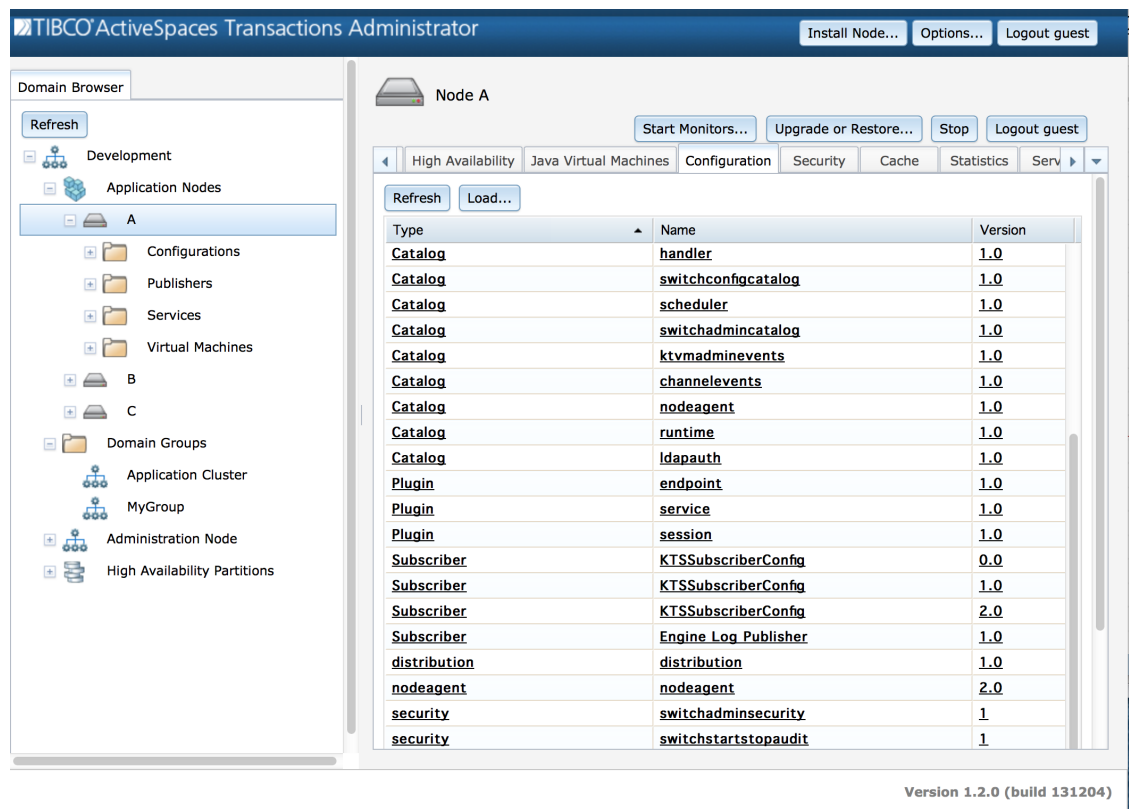 TIBCO® ActiveSpaces Transactions Administrator
Install Node... Options... Logout guest
Domain Browser
Refresh
Development
Application Nodes
A
Configurations
Publishers
Services
Virtual Machines
B
C
Domain Groups
Application Cluster
MyGroup
Administration Node
High Availability Partitions
Node A
Start Monitors... Upgrade or Restore... Stop Logout guest
High Availability Java Virtual Machines Configuration Security Cache Statistics Serv
Refresh Load...
Type Name Version
Catalog handler 1.0
Catalog switchconfigcatalog 1.0
Catalog scheduler 1.0
Catalog switchadmincatalog 1.0
Catalog ktvmadminevents 1.0
Catalog channelevents 1.0
Catalog nodeagent 1.0
Catalog runtime 1.0
Catalog ldapauth 1.0
Plugin endpoint 1.0
Plugin service 1.0
Plugin session 1.0
Subscriber KTSSubscriberConfig 0.0
Subscriber KTSSubscriberConfig 1.0
Subscriber KTSSubscriberConfig 2.0
Subscriber Engine Log Publisher 1.0
distribution distribution 1.0
nodeagent nodeagent 2.0
security switchadminsecurity 1
security switchstartstopaudit 1
Version 1.2.0 (build 131204)